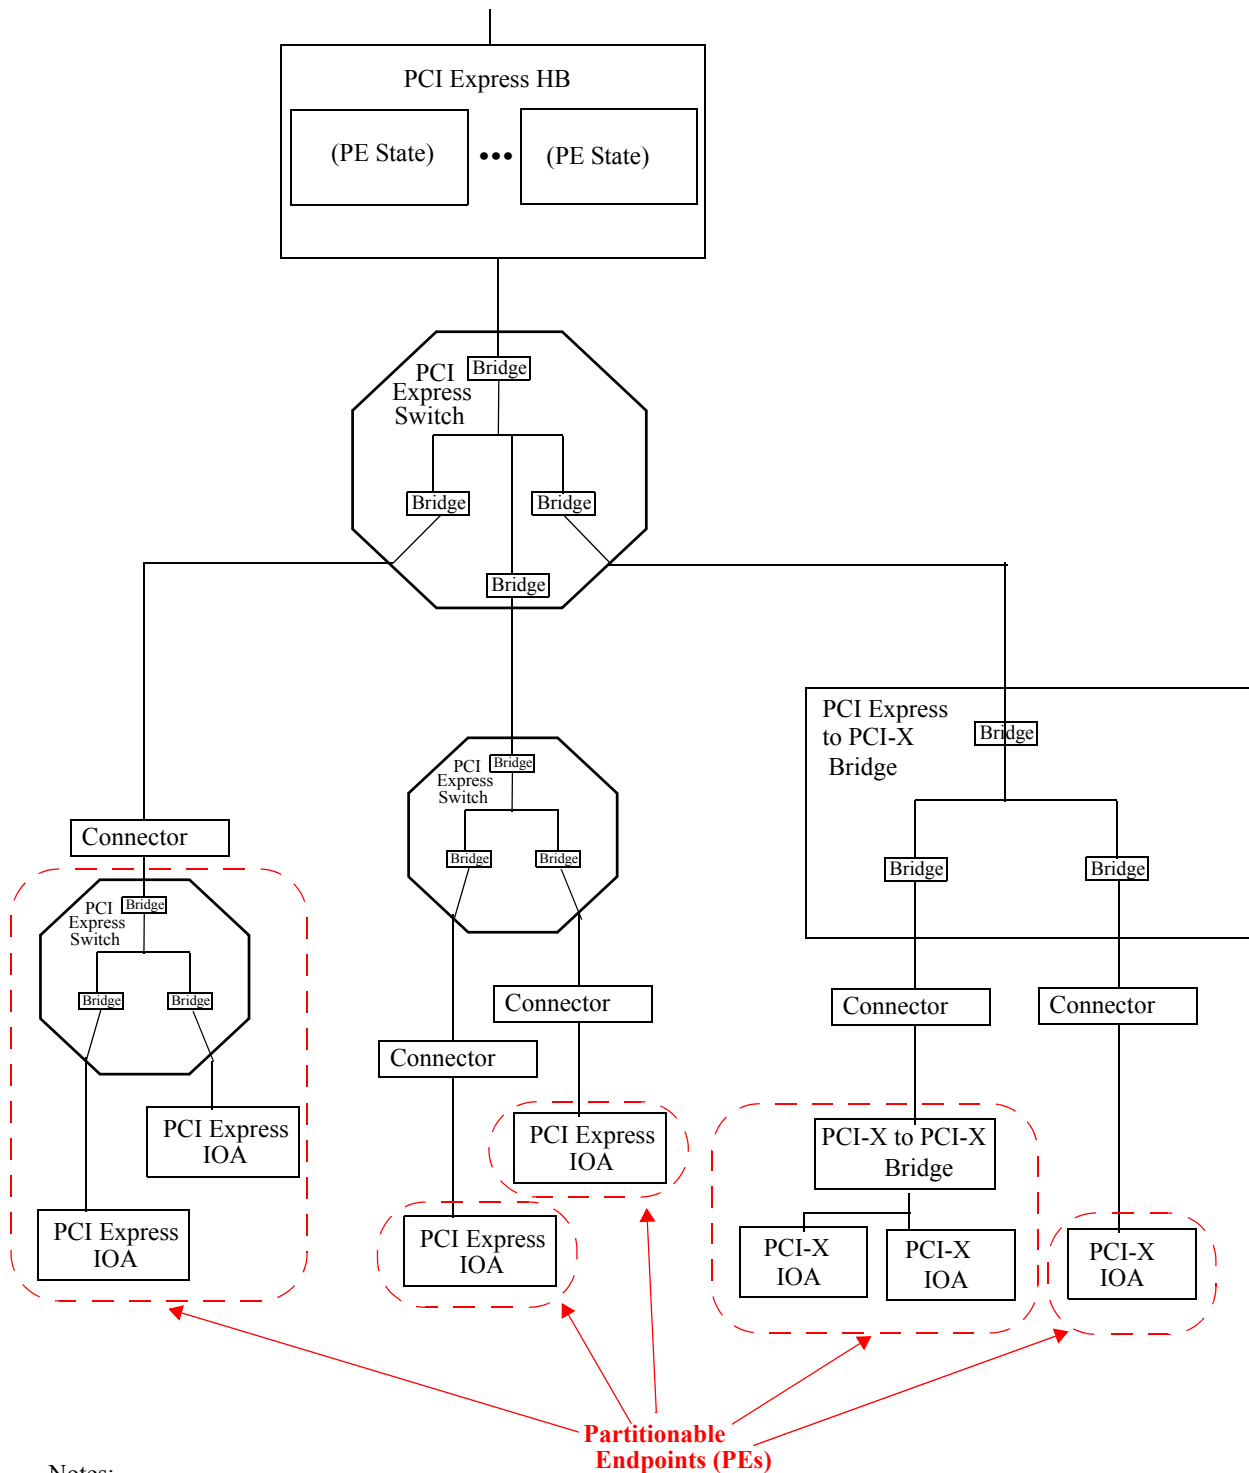 PCI Express HB
(PE State)
•••
(PE State)
PCI
Express
Switch
Bridge
Bridge
Bridge
Bridge
PCI Express
to PCI-X
Bridge
Bridge
Bridge
Bridge
PCI
Express
Switch
Bridge
Bridge
Bridge
Connector
PCI
Express
Switch
Bridge
Bridge
Bridge
Connector
Connector
Connector
Connector
PCI Express
IOA
PCI Express
IOA
PCI Express
IOA
PCI Express
IOA
PCI-X to PCI-X
Bridge
PCI-X
IOA
PCI-X
IOA
PCI-X
IOA
Partitionable
Endpoints (PEs)
Notes: